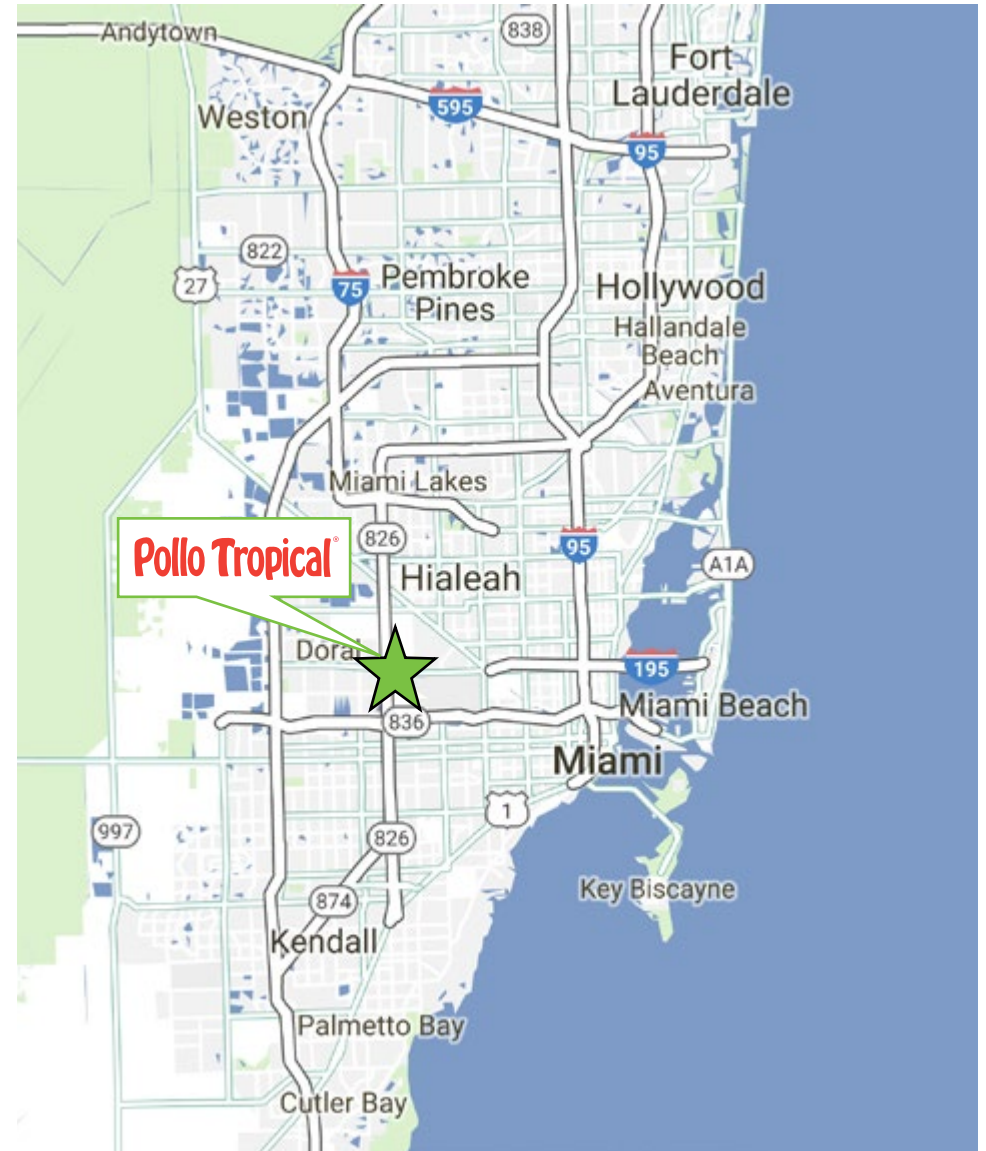 Andytown
838
Fort
Lauderdale
Weston
595
95
822
27
75
Pembroke
Pines
Hollywood
Hallandale
Beach
Aventura
Miami Lakes
826
95
A1A
Pollo Tropical®
Hialeah
Doral
195
Miami Beach
836
Miami
1
997
826
Key Biscayne
874
Kendall
Palmetto Bay
Cutler Bay